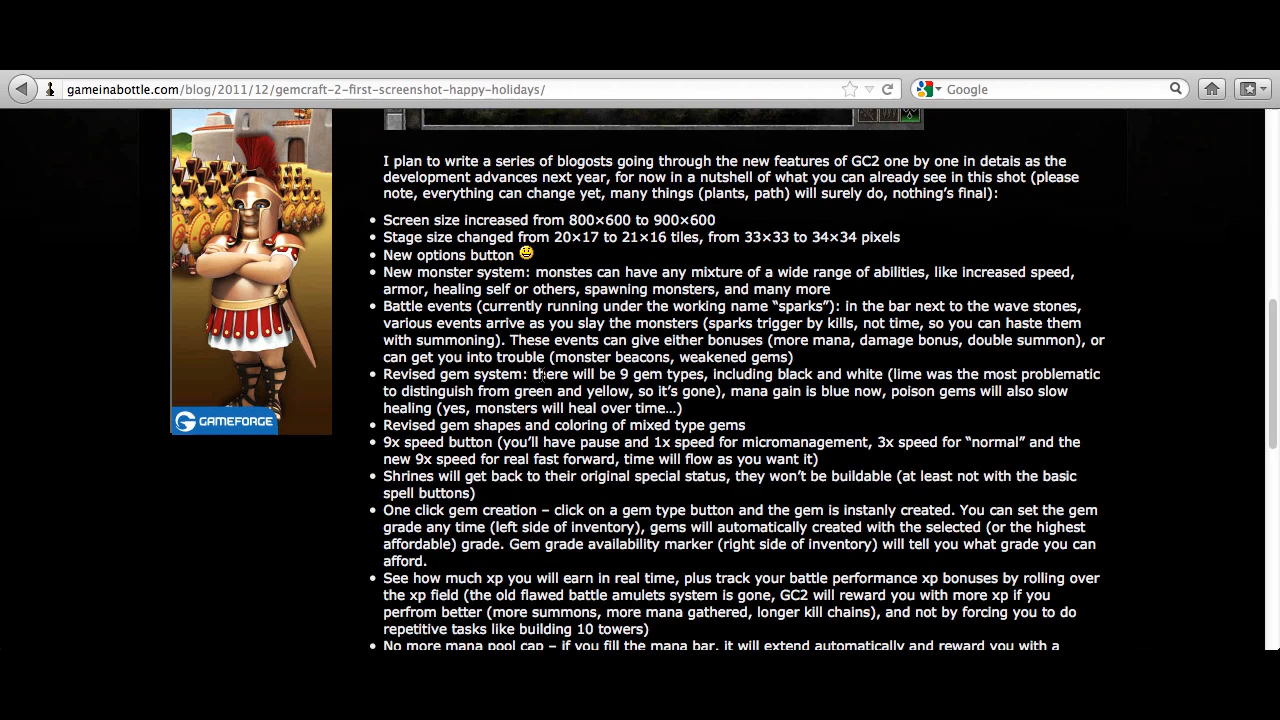 gameinabottle.com/blog/2011/12/gemcraft-2-first-screenshot-happy-holidays/
Google
I plan to write a series of blogosts going through the new features of GC2 one by one in detais as the
development advances next year, for now in a nutshell of what you can already see in this shot (please
note, everything can change yet, many things (plants, path) will surely do, nothing's final):
• Screen size increased from 800×600 to 900×600
• Stage size changed from 20×17 to 21×16 tiles, from 33×33 to 34×34 pixels
• New options button
• New monster system: monstes can have any mixture of a wide range of abilities, like increased speed,
armor, healing self or others, spawning monsters, and many more
• Battle events (currently running under the working name “sparks”): in the bar next to the wave stones,
various events arrive as you slay the monsters (sparks trigger by kills, not time, so you can haste them
with summoning). These events can give either bonuses (more mana, damage bonus, double summon), or
can get you into trouble (monster beacons, weakened gems)
• Revised gem system: there will be 9 gem types, including black and white (lime was the most problematic
to distinguish from green and yellow, so it's gone), mana gain is blue now, poison gems will also slow
healing (yes, monsters will heal over time…)
• Revised gem shapes and coloring of mixed type gems
• 9x speed button (you'll have pause and 1x speed for micromanagement, 3x speed for “normal” and the
new 9x speed for real fast forward, time will flow as you want it)
• Shrines will get back to their original special status, they won't be buildable (at least not with the basic
spell buttons)
• One click gem creation – click on a gem type button and the gem is instanly created. You can set the gem
grade any time (left side of inventory), gems will automatically created with the selected (or the highest
affordable) grade. Gem grade availability marker (right side of inventory) will tell you what grade you can
afford.
• See how much xp you will earn in real time, plus track your battle performance xp bonuses by rolling over
the xp field (the old flawed battle amulets system is gone, GC2 will reward you with more xp if you
perfrom better (more summons, more mana gathered, longer kill chains), and not by forcing you to do
repetitive tasks like building 10 towers)
• No more mana pool cap – if you fill the mana bar, it will extend automatically and reward you with a
GAMEFORGE